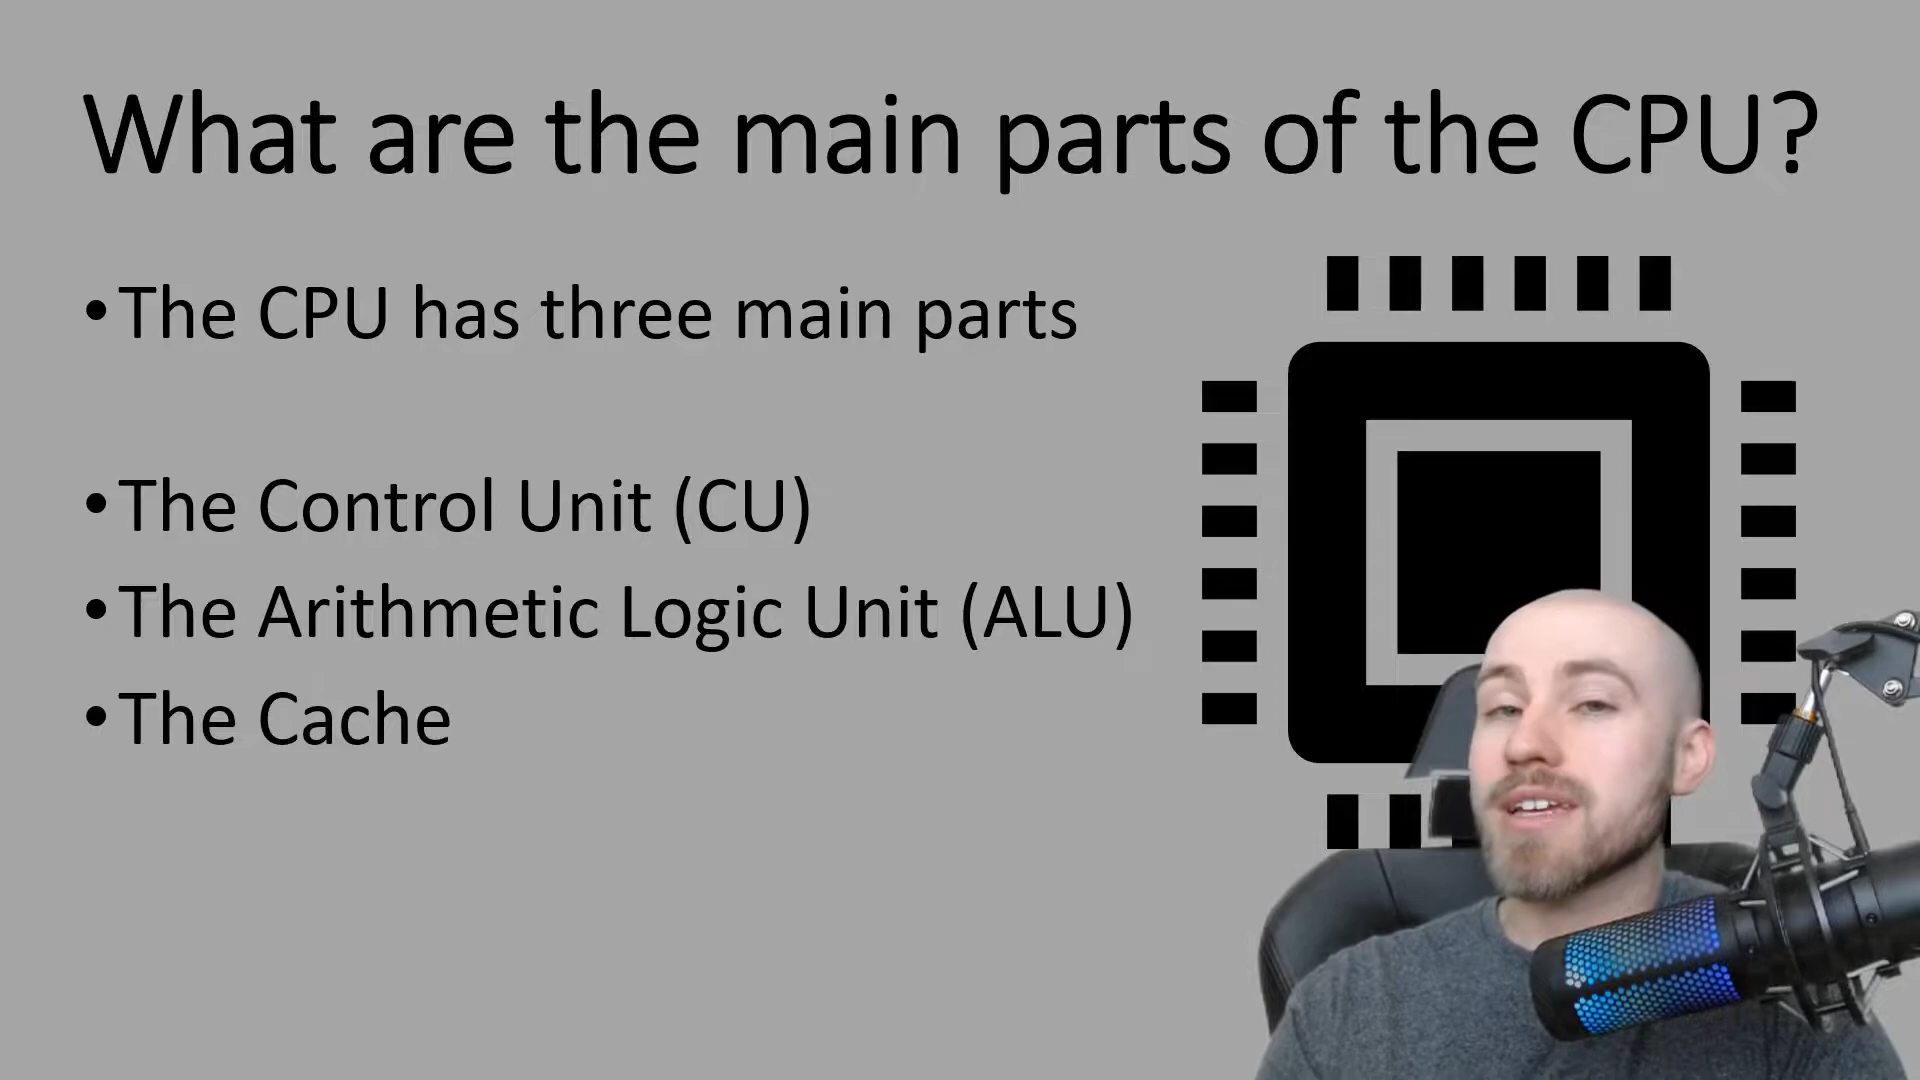 What are the main parts of the CPU?
• The CPU has three main parts
• The Control Unit (CU)
• The Arithmetic Logic Unit (ALU)
• The Cache